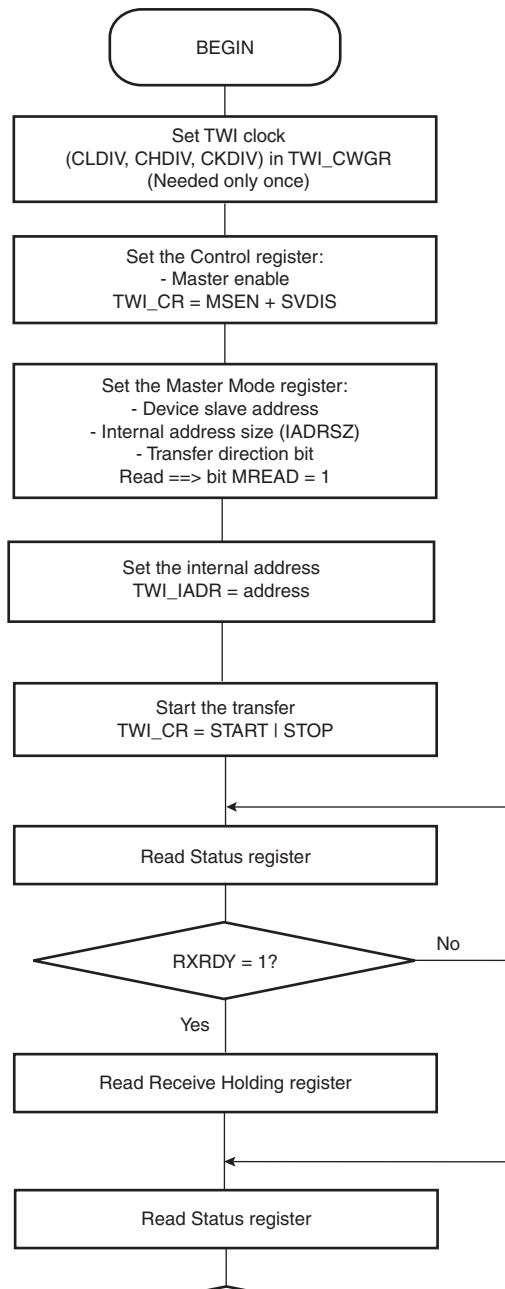 BEGIN
Set TWI clock
(CLDIV, CHDIV, CKDIV) in TWI_CWGR
(Needed only once)
Set the Control register:
- Master enable
TWI_CR = MSEN + SVDIS
Set the Master Mode register:
- Device slave address
- Internal address size (IADRSZ)
- Transfer direction bit
Read ==> bit MREAD = 1
Set the internal address
TWI_IADR = address
Start the transfer
TWI_CR = START | STOP
Read Status register
RXRDY = 1?
No
Yes
Read Receive Holding register
Read Status register